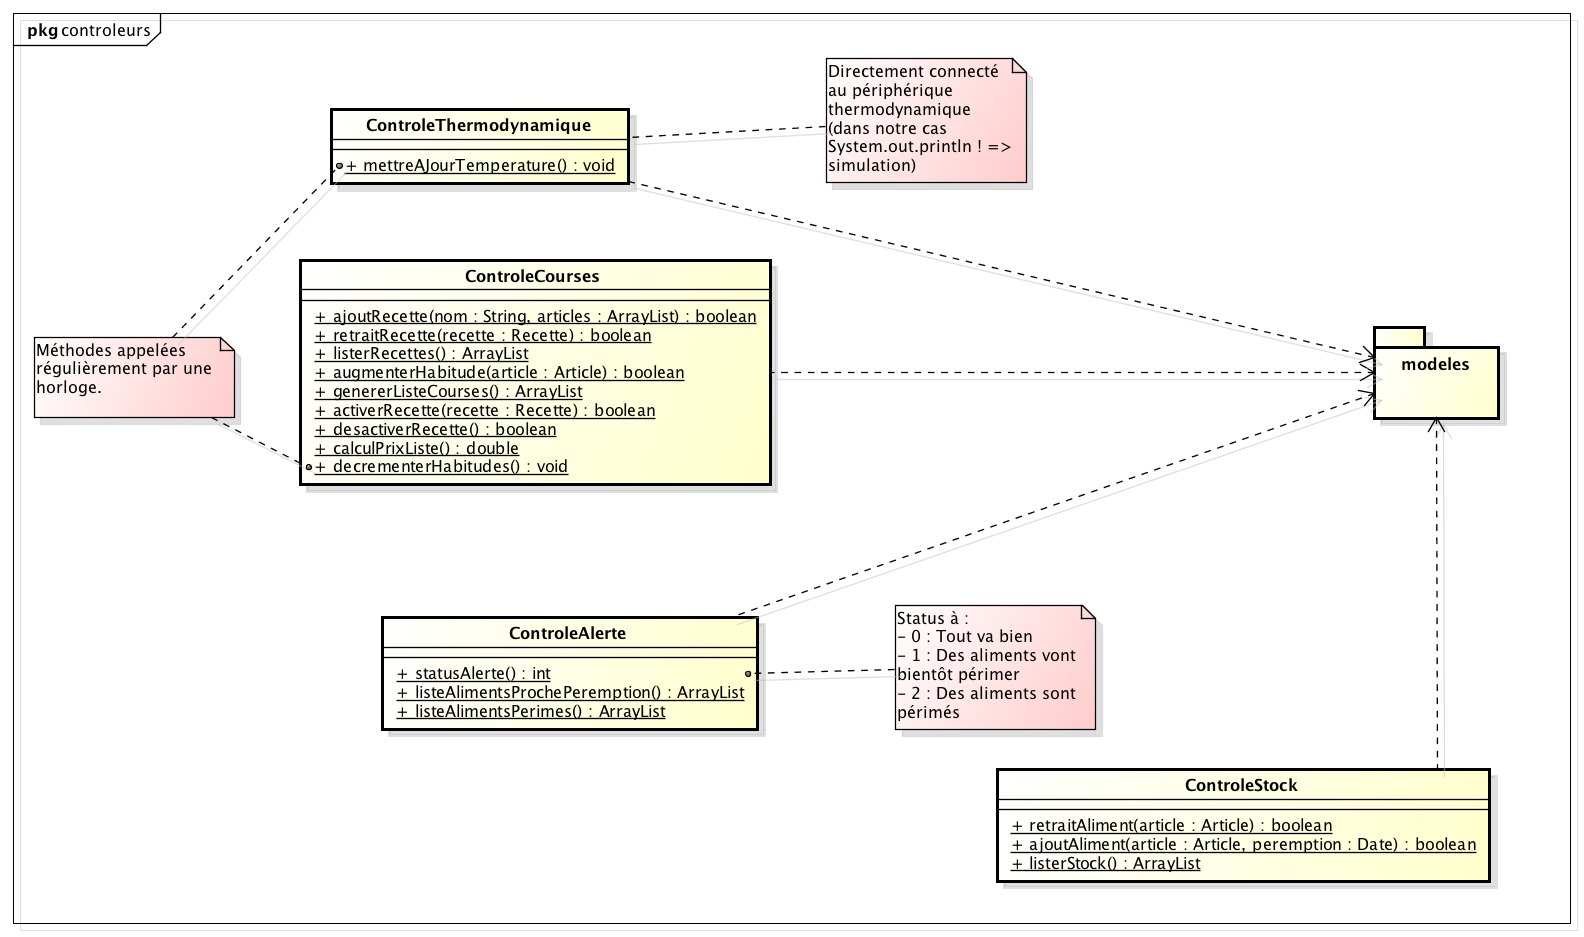 pkg controleurs
Directement connecté
au périphérique
thermodynamique
(dans notre cas
System.out.println ! =>
simulation)
ControleThermodynamique
+ mettreAJourTemperature() : void
ControleCourses
+ ajoutRecette(nom : String, articles : ArrayList) : boolean
+ retraitRecette(recette : Recette) : boolean
+ listerRecettes() : ArrayList
+ augmenterHabitude(article : Article) : boolean
+ genererListeCourses() : ArrayList
+ activerRecette(recette : Recette) : boolean
+ desactiverRecette() : boolean
+ calculPrixListe() : double
+ decrementerHabitudes() : void
Méthodes appelées
régulièrement par une
horloge.
modeles
ControleAlerte
+ statusAlerte() : int
+ listeAlimentsProchePeremption() : ArrayList
+ listeAlimentsPerimes() : ArrayList
Status à :
- 0 : Tout va bien
- 1 : Des aliments vont
bientôt périmer
- 2 : Des aliments sont
périmés
ControleStock
+ retraitAliment(article : Article) : boolean
+ ajoutAliment(article : Article, peremption : Date) : boolean
+ listerStock() : ArrayList